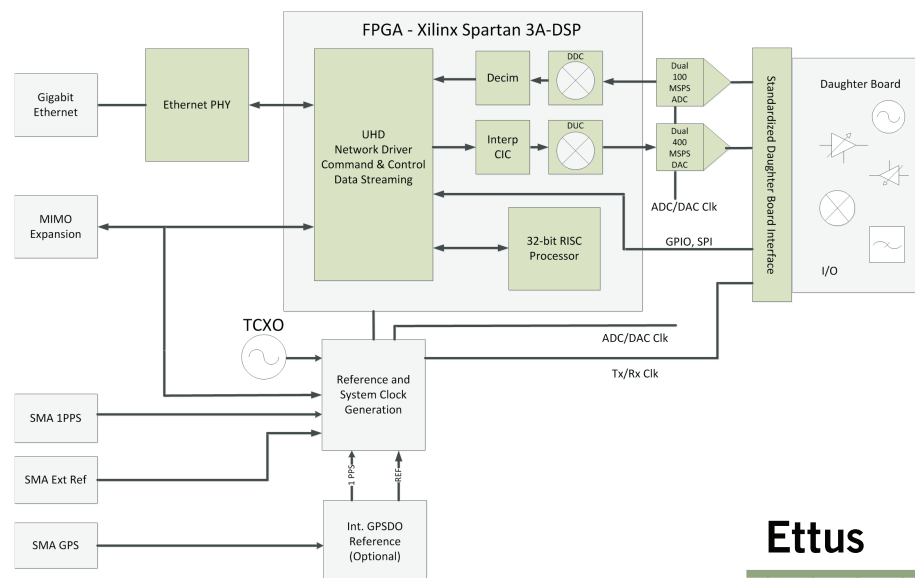 FPGA - Xilinx Spartan 3A-DSP
Gigabit
Ethernet
Ethernet PHY
UHD
Network Driver
Command & Control
Data Streaming
Decim
DDC
Dual
100
MSPS
ADC
Interp
CIC
DUC
Dual
400
MSPS
DAC
ADC/DAC Clk
Standardized Daughter Board Interface
Daughter Board
I/O
MIMO
Expansion
GPIO, SPI
32-bit RISC
Processor
TCXO
ADC/DAC Clk
Tx/Rx Clk
Reference and
System Clock
Generation
SMA 1PPS
SMA Ext Ref
1 PPS
REF
SMA GPS
Int. GPSDO
Reference
(Optional)
Ettus